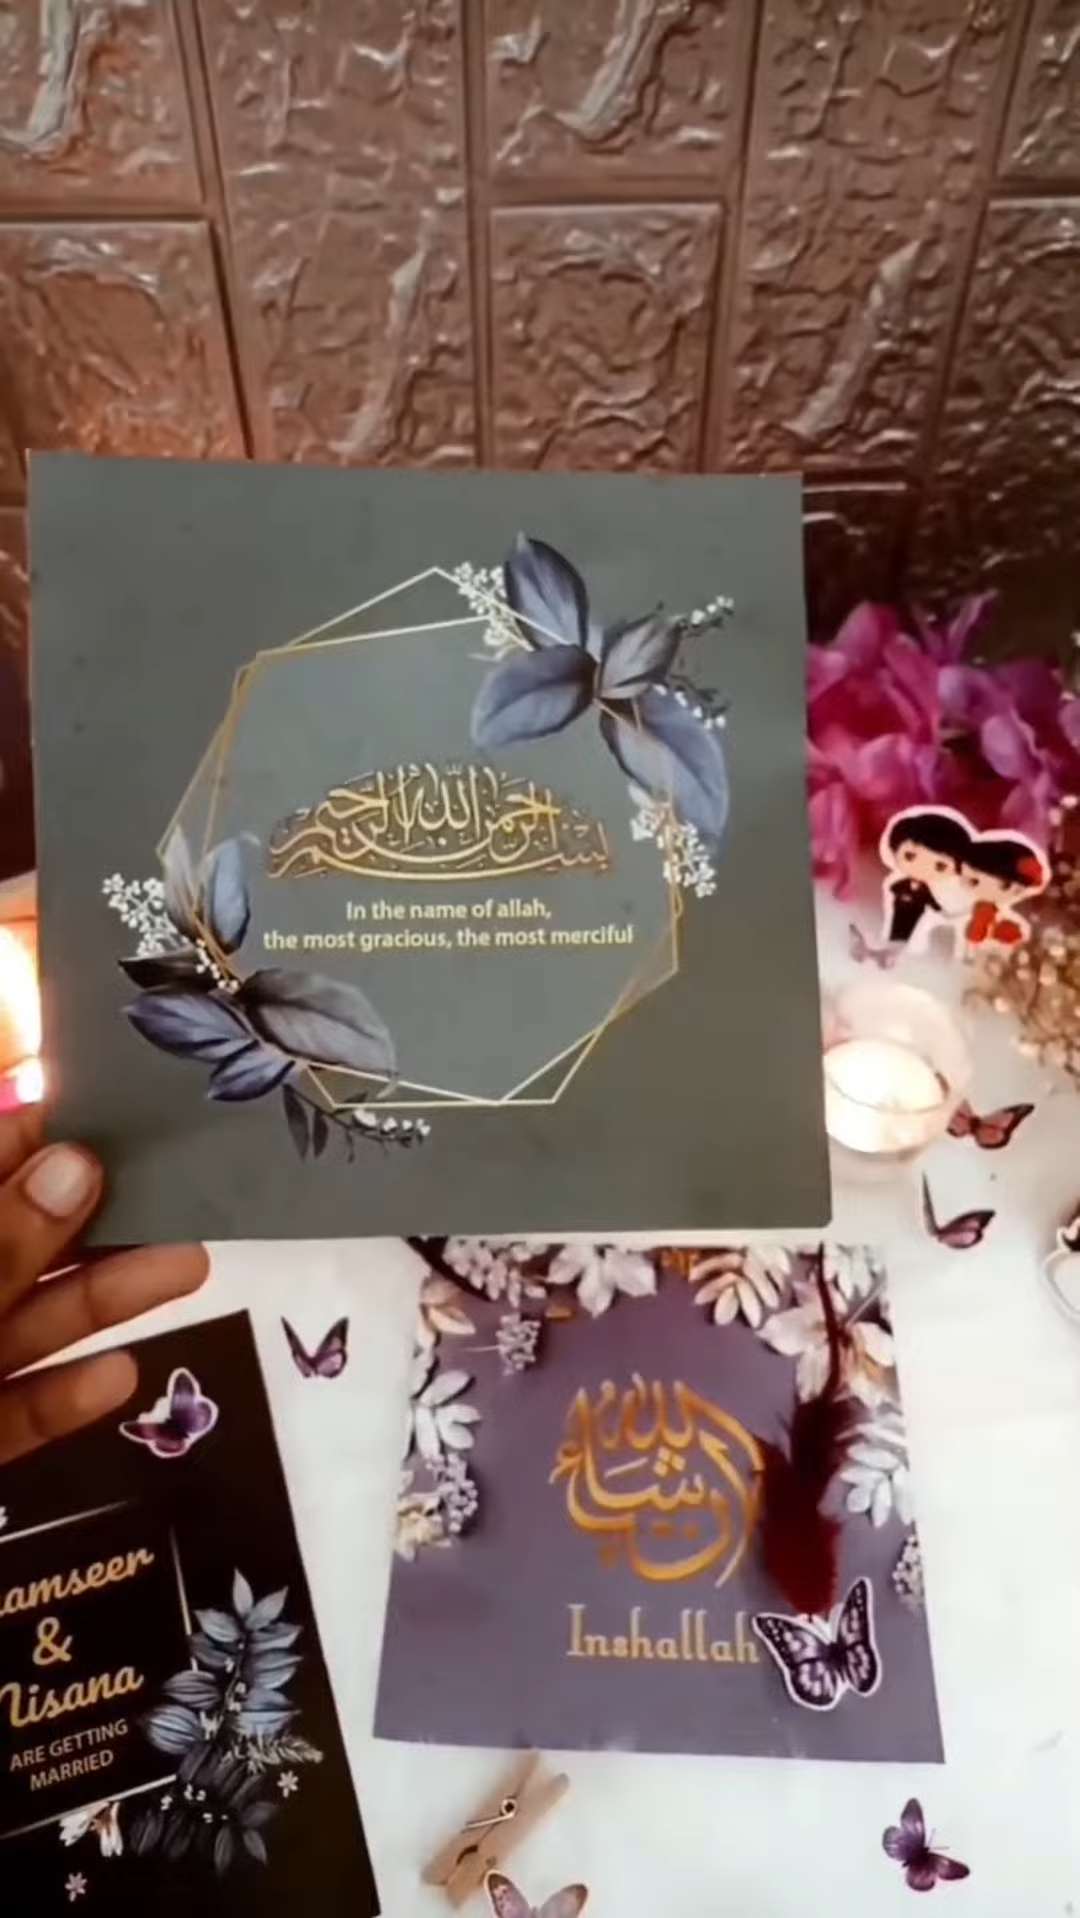 بسم الله الرحمن الرحيم
In the name of allah,
the most gracious, the most merciful
ان شاء الله
Inshallah
&
ARE GETTING
MARRIED